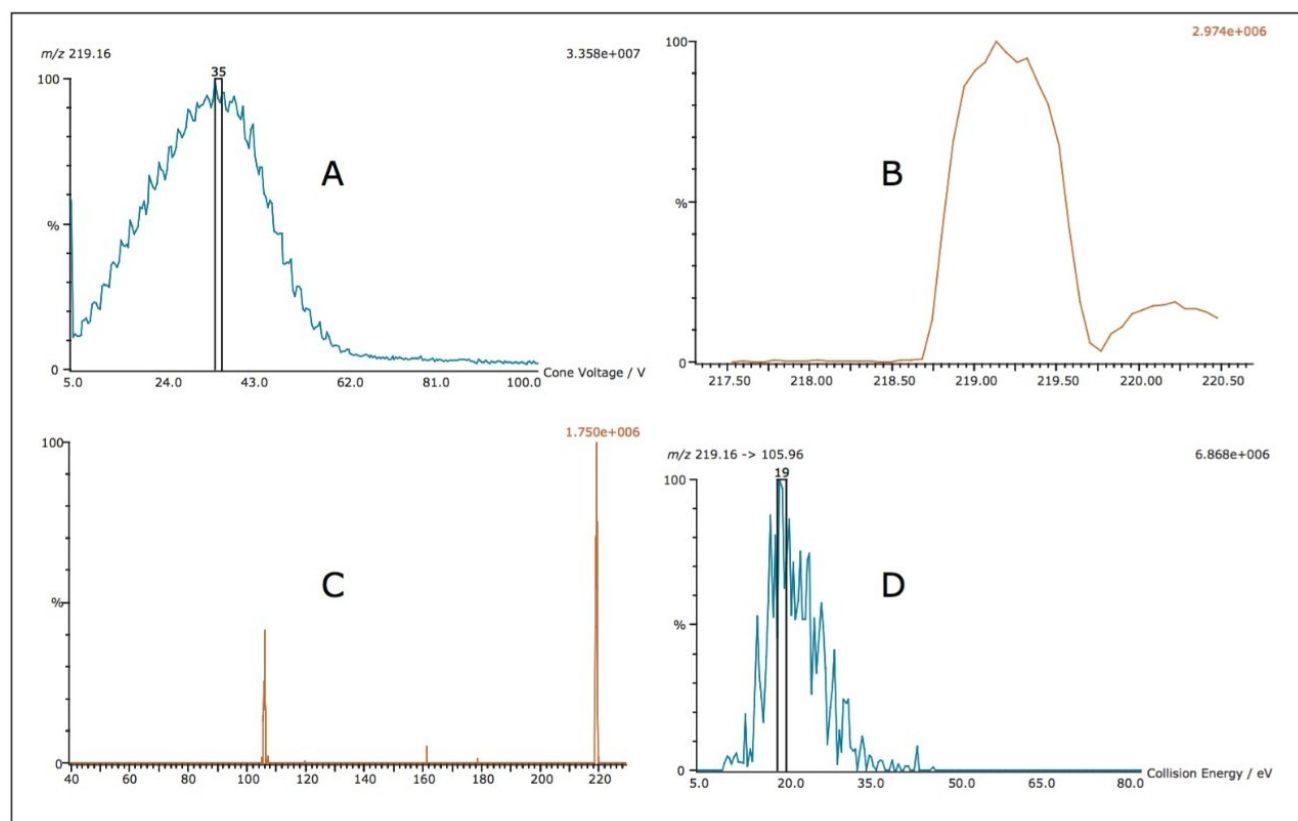 m/z 219.16 3.358e+007
35
100
A
%
0
5.0 24.0 43.0 62.0 81.0 100.0 Cone Voltage / V
2.974e+006
100
B
%
0
217.50 218.00 218.50 219.00 219.50 220.00 220.50
1.750e+006
100
C
%
0
40 60 80 100 120 140 160 180 200 220
m/z 219.16 -> 105.96 6.868e+006
19
100
D
%
0
5.0 20.0 35.0 50.0 65.0 80.0 Collision Energy / eV